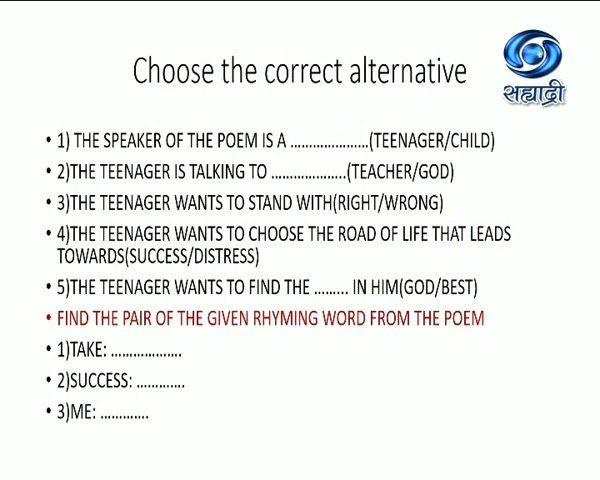 Choose the correct alternative
सह्याद्री
• 1) THE SPEAKER OF THE POEM IS A …………………(TEENAGER/CHILD)
• 2)THE TEENAGER IS TALKING TO ………………..(TEACHER/GOD)
• 3)THE TEENAGER WANTS TO STAND WITH(RIGHT/WRONG)
• 4)THE TEENAGER WANTS TO CHOOSE THE ROAD OF LIFE THAT LEADS
TOWARDS(SUCCESS/DISTRESS)
• 5)THE TEENAGER WANTS TO FIND THE ……... IN HIM(GOD/BEST)
• FIND THE PAIR OF THE GIVEN RHYMING WORD FROM THE POEM
• 1)TAKE: ……………….
• 2)SUCCESS: ………….
• 3)ME: ………….